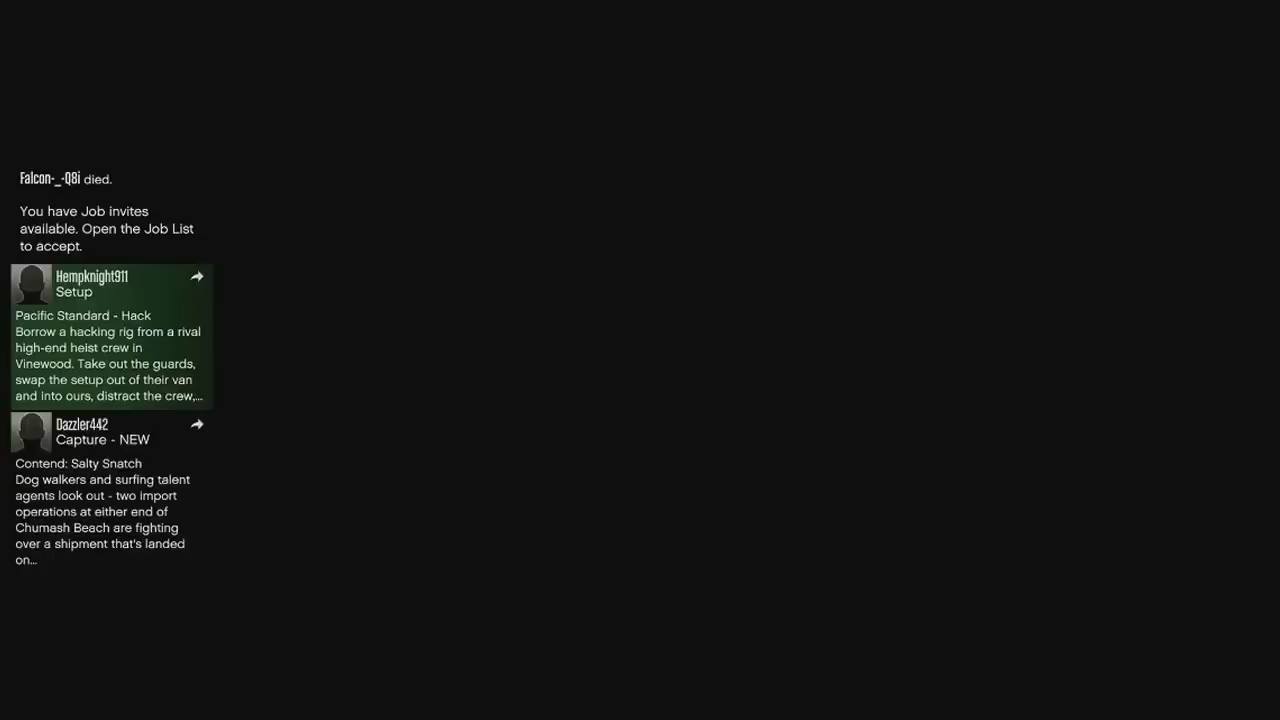 Falcon-_-Q8i died.
You have Job invites
available. Open the Job List
to accept.
Hempknight911
Setup
Pacific Standard - Hack
Borrow a hacking rig from a rival
high-end heist crew in
Vinewood. Take out the guards,
swap the setup out of their van
and into ours, distract the crew,...
Dazzler442
Capture - NEW
Contend: Salty Snatch
Dog walkers and surfing talent
agents look out - two import
operations at either end of
Chumash Beach are fighting
over a shipment that's landed
on...